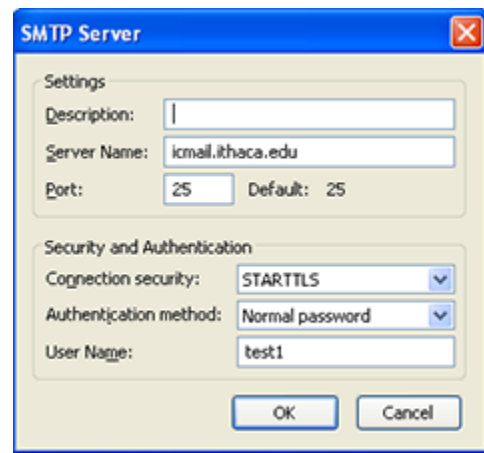 SMTP Server
Settings
Description:
Server Name: icmail.ithaca.edu
Port: 25 Default: 25
Security and Authentication
Connection security: STARTTLS
Authentication method: Normal password
User Name: test1
OK Cancel